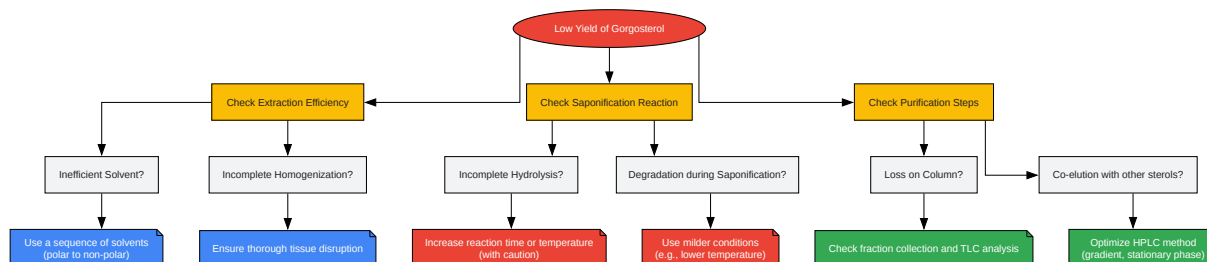 Low Yield of Gorgosterol
Check Extraction Efficiency
Check Saponification Reaction
Check Purification Steps
Inefficient Solvent?
Incomplete Homogenization?
Incomplete Hydrolysis?
Degradation during Saponification?
Loss on Column?
Co-elution with other sterols?
Use a sequence of solvents
(polar to non-polar)
Ensure thorough tissue disruption
Increase reaction time or temperature
(with caution)
Use milder conditions
(e.g., lower temperature)
Check fraction collection and TLC analysis
Optimize HPLC method
(gradient, stationary phase)